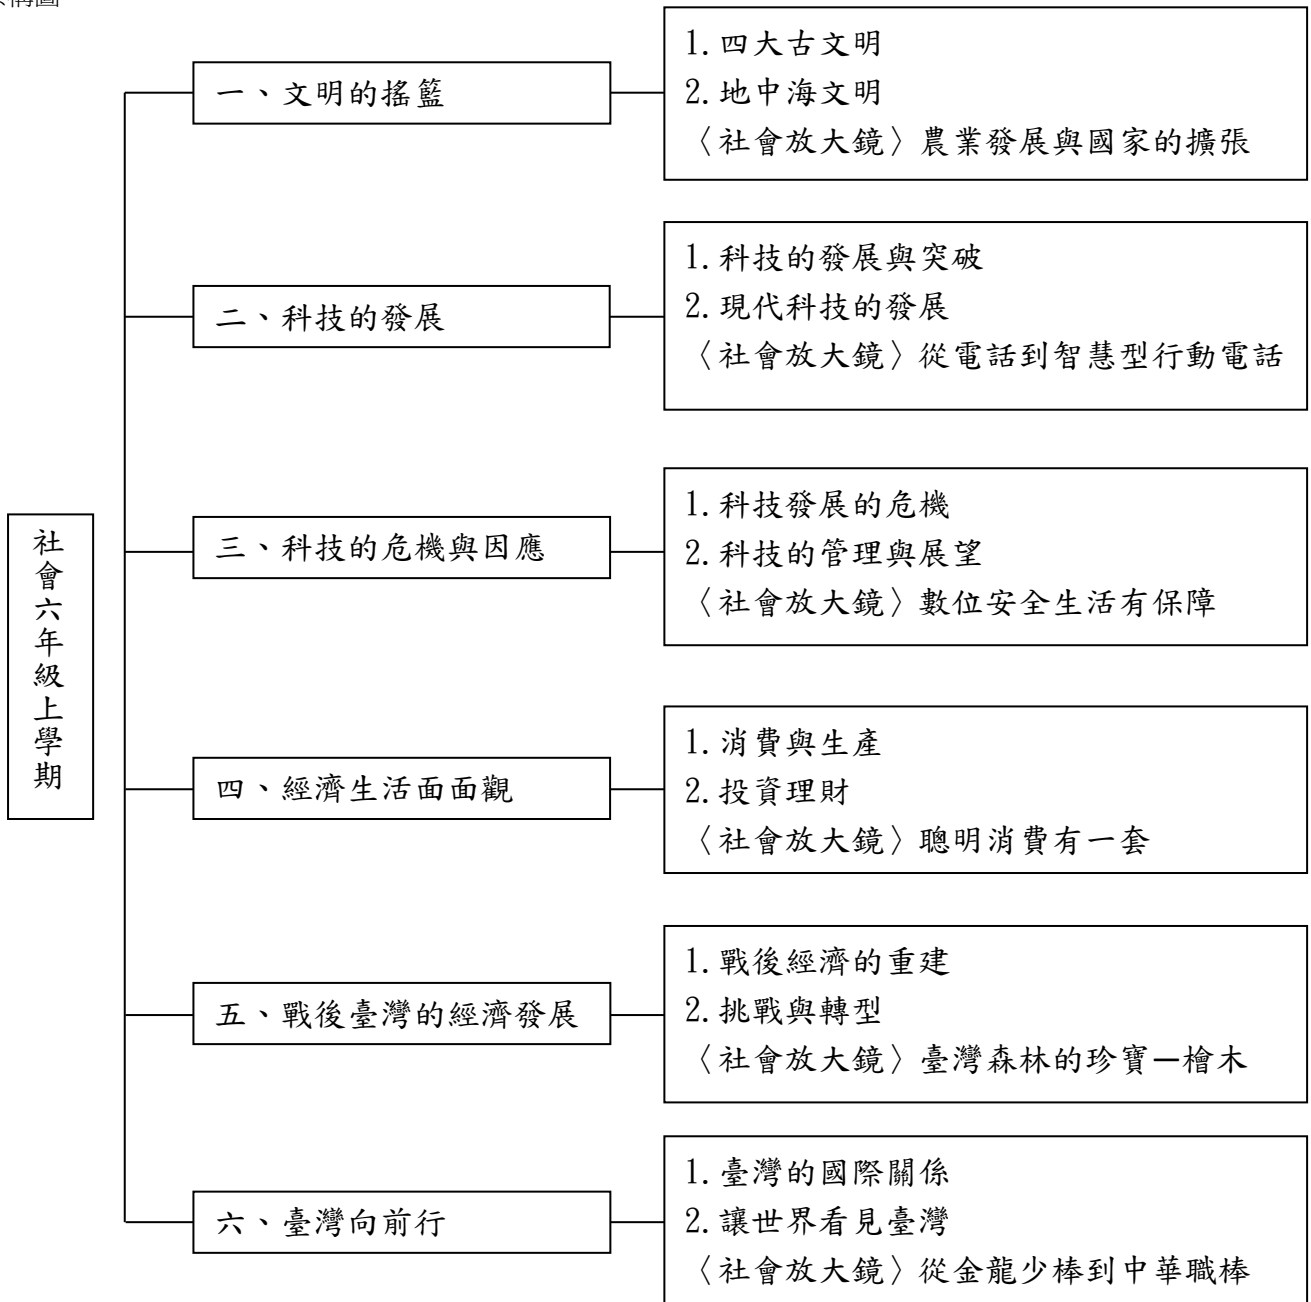 構圖
社會六年級上學期
一、文明的搖籃
1.四大古文明
2.地中海文明
〈社會放大鏡〉農業發展與國家的擴張
二、科技的發展
1.科技的發展與突破
2.現代科技的發展
〈社會放大鏡〉從電話到智慧型行動電話
三、科技的危機與因應
1.科技發展的危機
2.科技的管理與展望
〈社會放大鏡〉數位安全生活有保障
四、經濟生活面面觀
1.消費與生產
2.投資理財
〈社會放大鏡〉聰明消費有一套
五、戰後臺灣的經濟發展
1.戰後經濟的重建
2.挑戰與轉型
〈社會放大鏡〉臺灣森林的珍寶—檜木
六、臺灣向前行
1.臺灣的國際關係
2.讓世界看見臺灣
〈社會放大鏡〉從金龍少棒到中華職棒